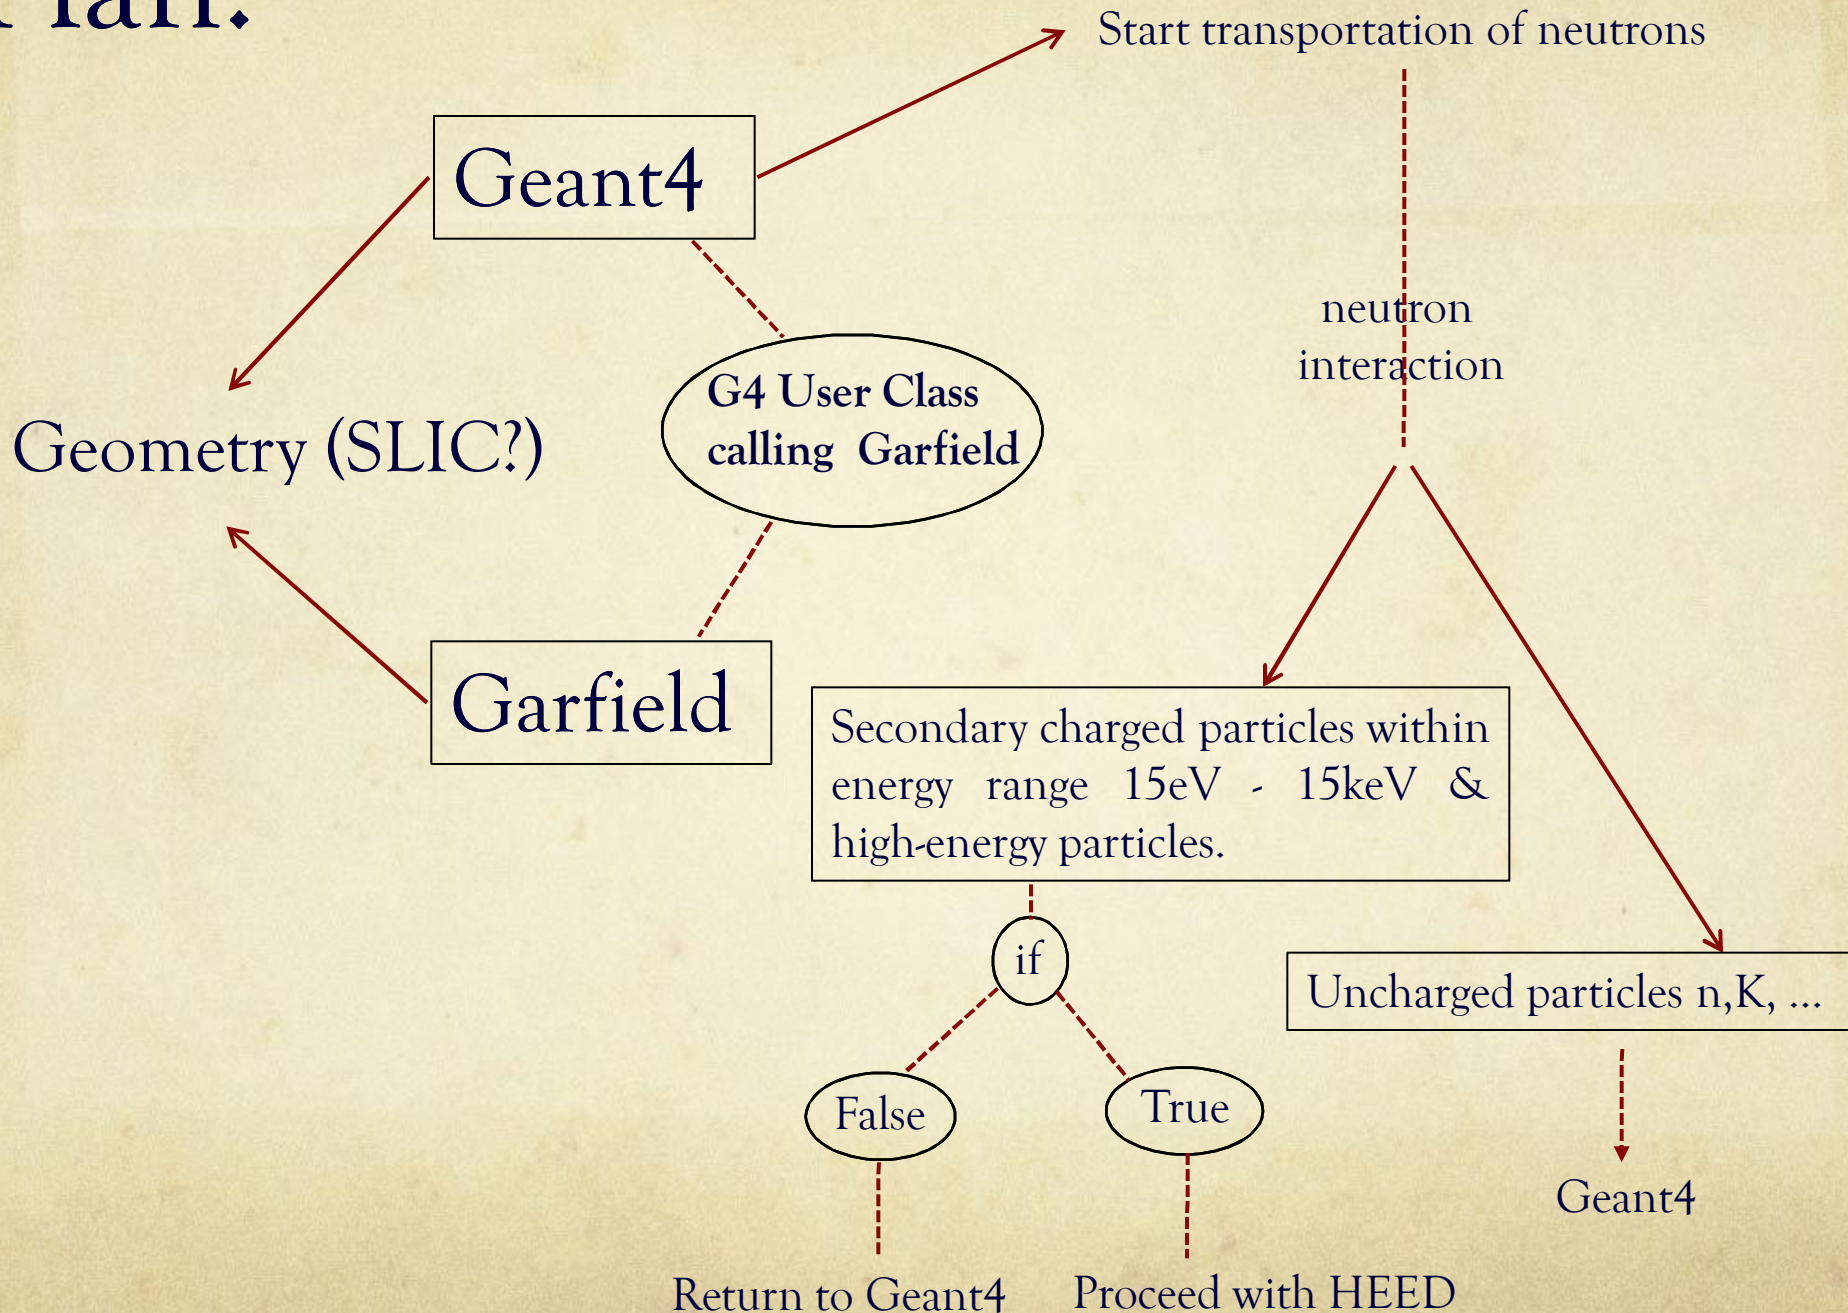 Plan:
Start transportation of neutrons
Geant4
neutron
interaction
G4 User Class
calling Garfield
Geometry (SLIC?)
Garfield
Secondary charged particles within
energy range 15eV - 15keV &
high-energy particles.
if
Uncharged particles n,K, ...
False
True
Geant4
Return to Geant4
Proceed with HEED